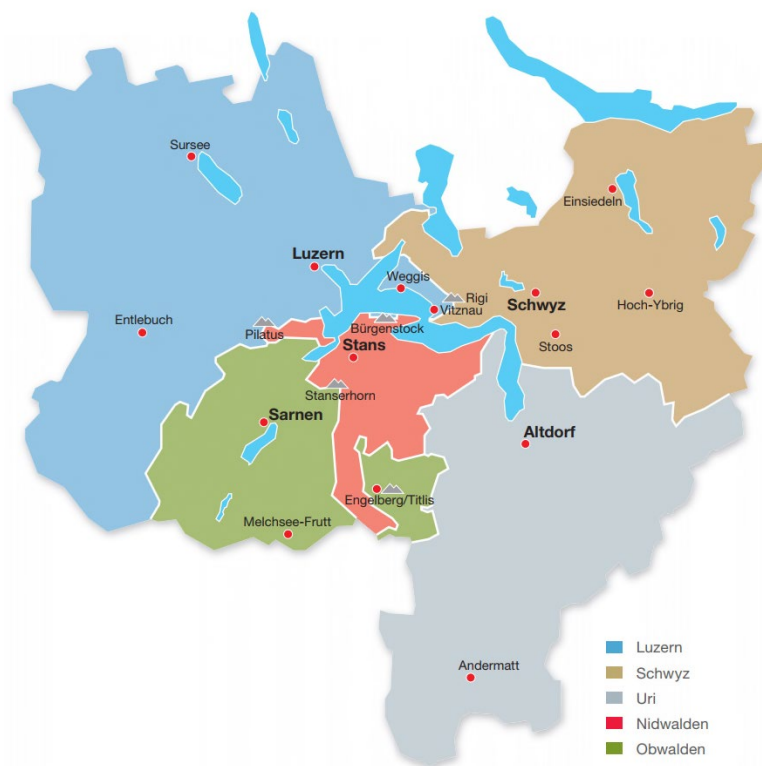 Sursee
Einsiedeln
Luzern
Weggis
Rigi
Vitznau
Schwyz
Hoch-Ybrig
Entlebuch
Pilatus
Bürgenstock
Stoos
Stans
Stanserhorn
Sarnen
Altdorf
Engelberg/Titlis
Melchsee-Frutt
Andermatt
Luzern
Schwyz
Uri
Nidwalden
Obwalden